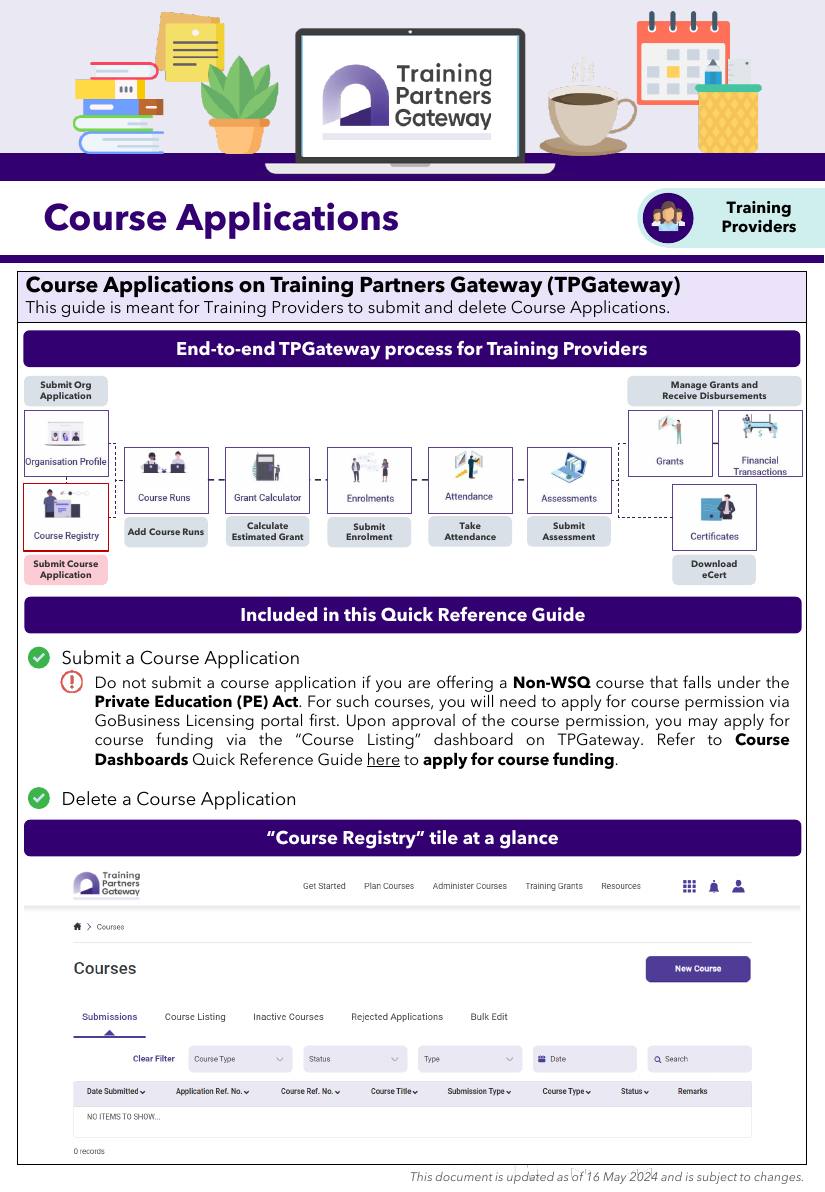 Training
Partners
Gateway
Course Applications
Training
Providers
Course Applications on Training Partners Gateway (TPGateway)
This guide is meant for Training Providers to submit and delete Course Applications.
End-to-end TPGateway process for Training Providers
Submit Org
Application
Manage Grants and
Receive Disbursements
Organisation Profile
Grants
Financial
Transactions
Course Runs
Grant Calculator
Enrolments
Attendance
Assessments
Course Registry
Certificates
Add Course Runs
Calculate
Estimated Grant
Submit
Enrolment
Take
Attendance
Submit
Assessment
Submit Course
Application
Download
eCert
Included in this Quick Reference Guide
Submit a Course Application
Do not submit a course application if you are offering a Non-WSQ course that falls under the
Private Education (PE) Act. For such courses, you will need to apply for course permission via
GoBusiness Licensing portal first. Upon approval of the course permission, you may apply for
course funding via the “Course Listing” dashboard on TPGateway. Refer to Course
Dashboards Quick Reference Guide here to apply for course funding.
Delete a Course Application
“Course Registry” tile at a glance
Training
Partners
Gateway
Get Started Plan Courses Administer Courses Training Grants Resources
Courses
Courses
New Course
Submissions Course Listing Inactive Courses Rejected Applications Bulk Edit
Clear Filter Course Type Status Type Date Search
Date Submitted Application Ref. No. Course Ref. No. Course Title Submission Type Course Type Status Remarks
NO ITEMS TO SHOW...
0 records
This document is updated as of 16 May 2024 and is subject to changes.